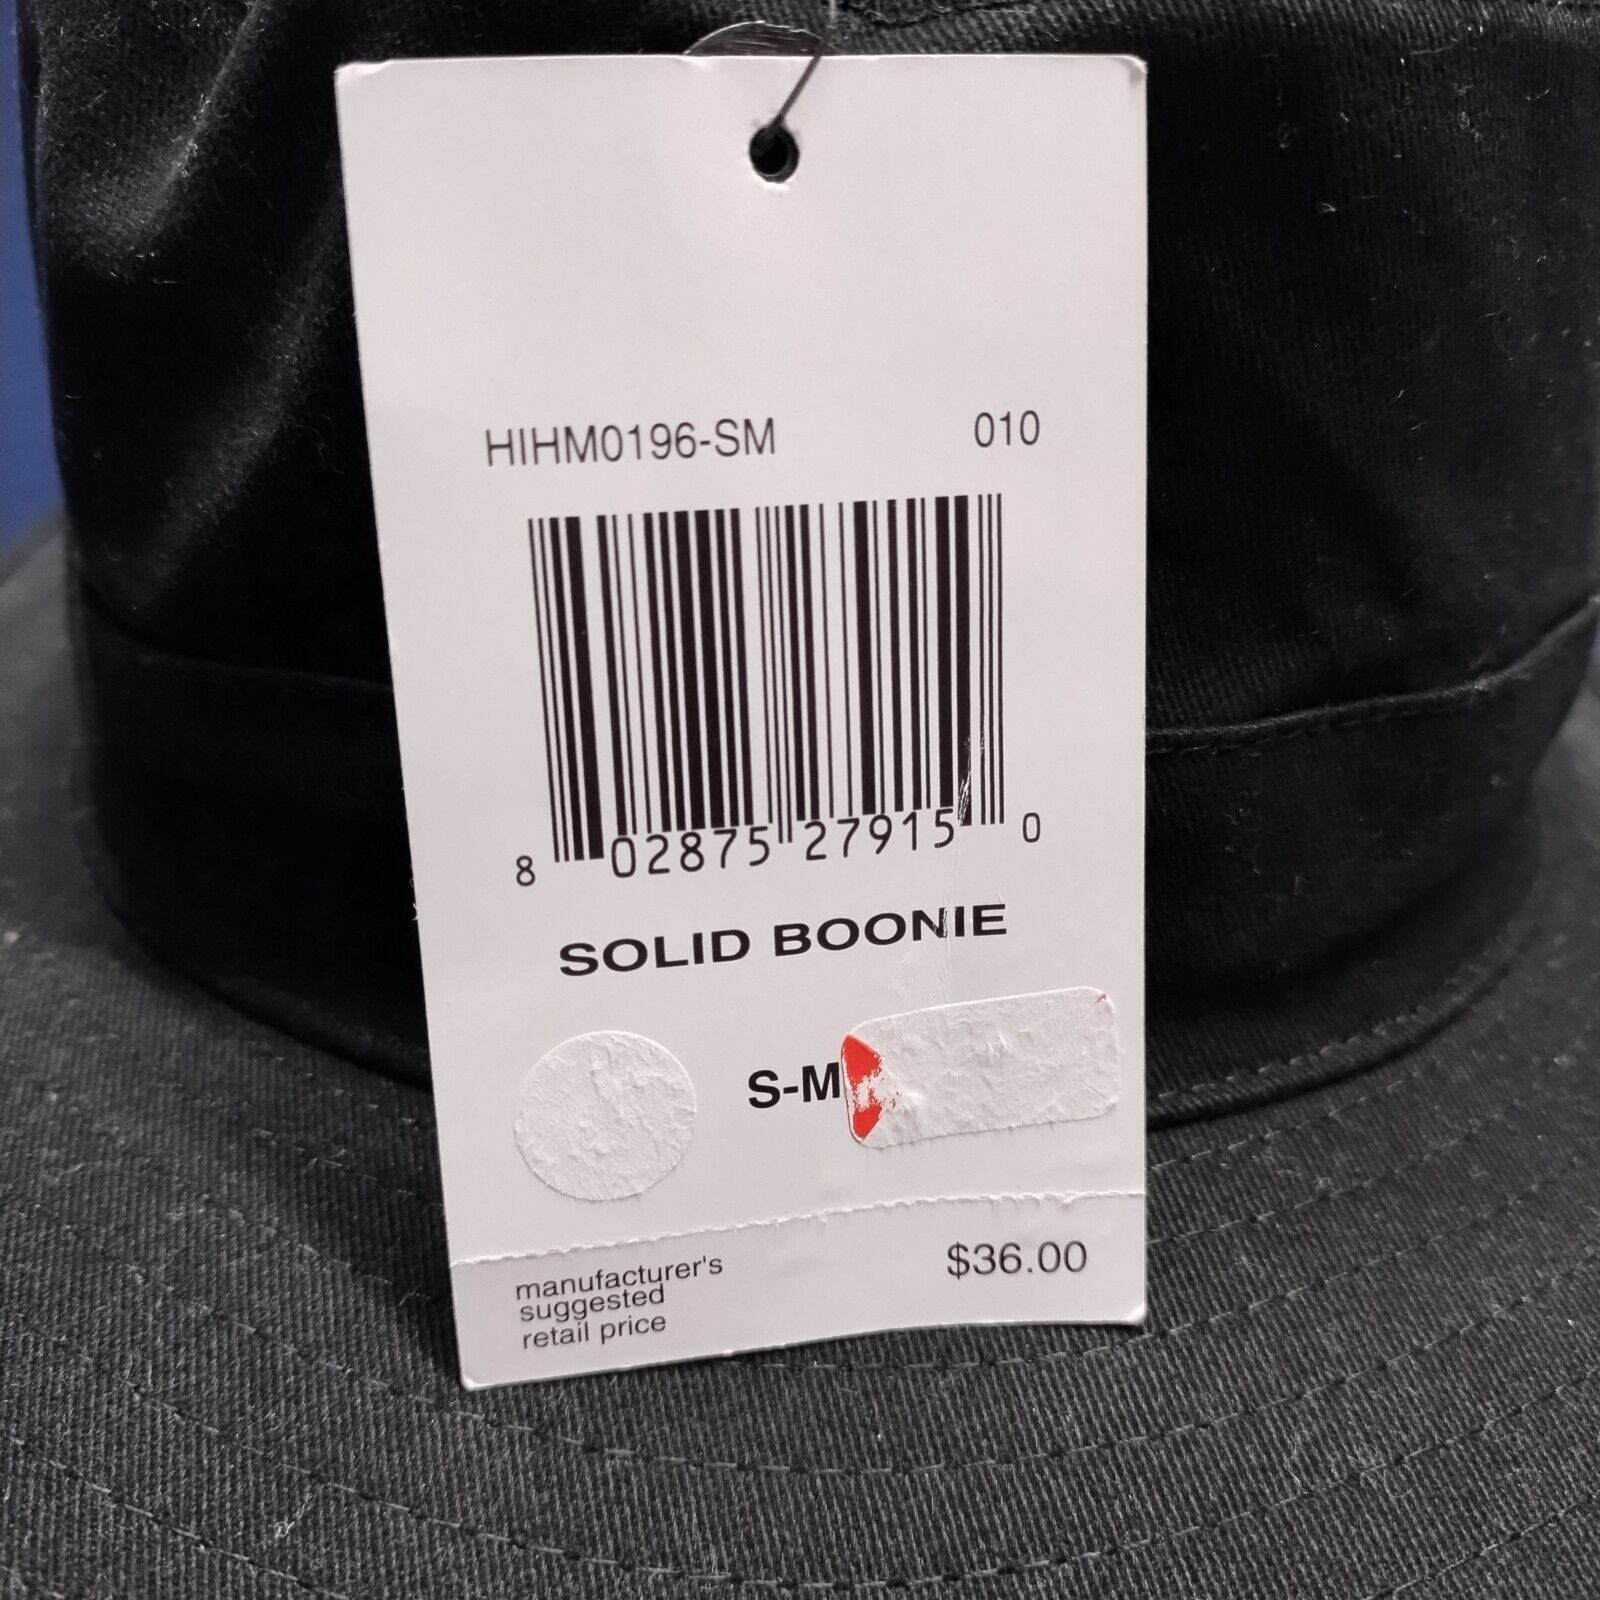 HIHM0196-SM 010
8 02875 27915 0
SOLID BOONIE
S-M
manufacturer's
suggested
retail price
$36.00